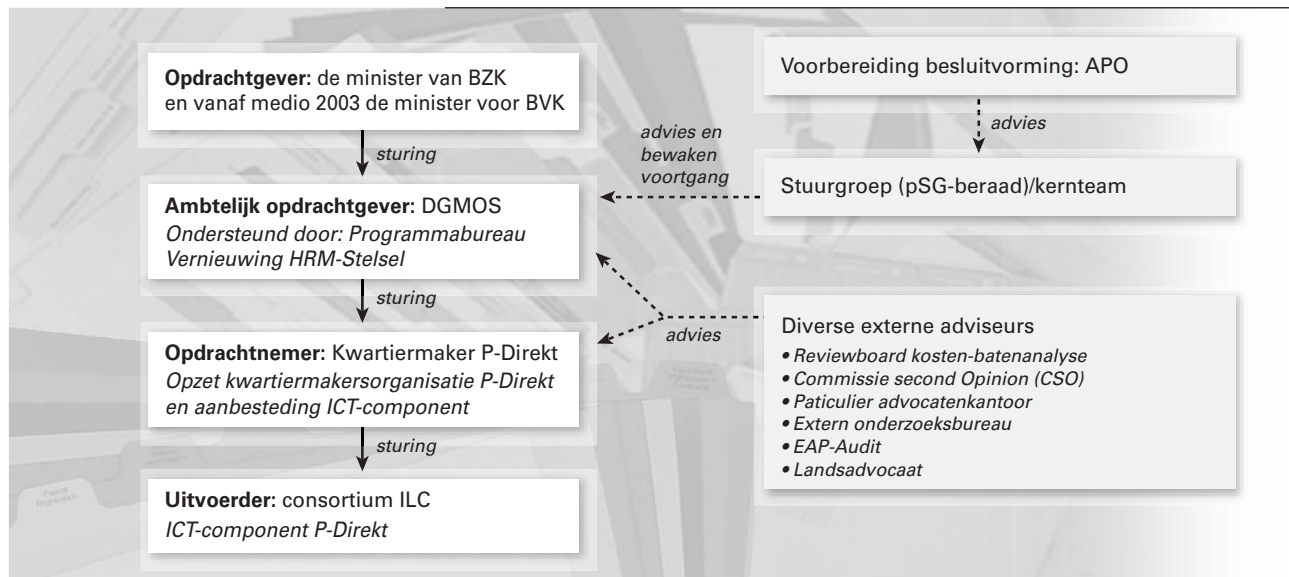 Opdrachtgever: de minister van BZK
en vanaf medio 2003 de minister voor BVK
sturing
Ambtelijk opdrachtgever: DGMOS
Ondersteund door: Programmabureau
Vernieuwing HRM-Stelsel
sturing
Opdrachtnemer: Kwartiermaker P-Direkt
Opzet kwartiermakersorganisatie P-Direkt
en aanbesteding ICT-component
sturing
Uitvoerder: consortium ILC
ICT-component P-Direkt
Voorbereiding besluitvorming: APO
advies
advies en
bewaken
voortgang
Stuurgroep (pSG-beraad)/kernteam
advies
Diverse externe adviseurs
• Reviewboard kosten-batenanalyse
• Commissie second Opinion (CSO)
• Paticulier advocatenkantoor
• Extern onderzoeksbureau
• EAP-Audit
• Landsadvocaat